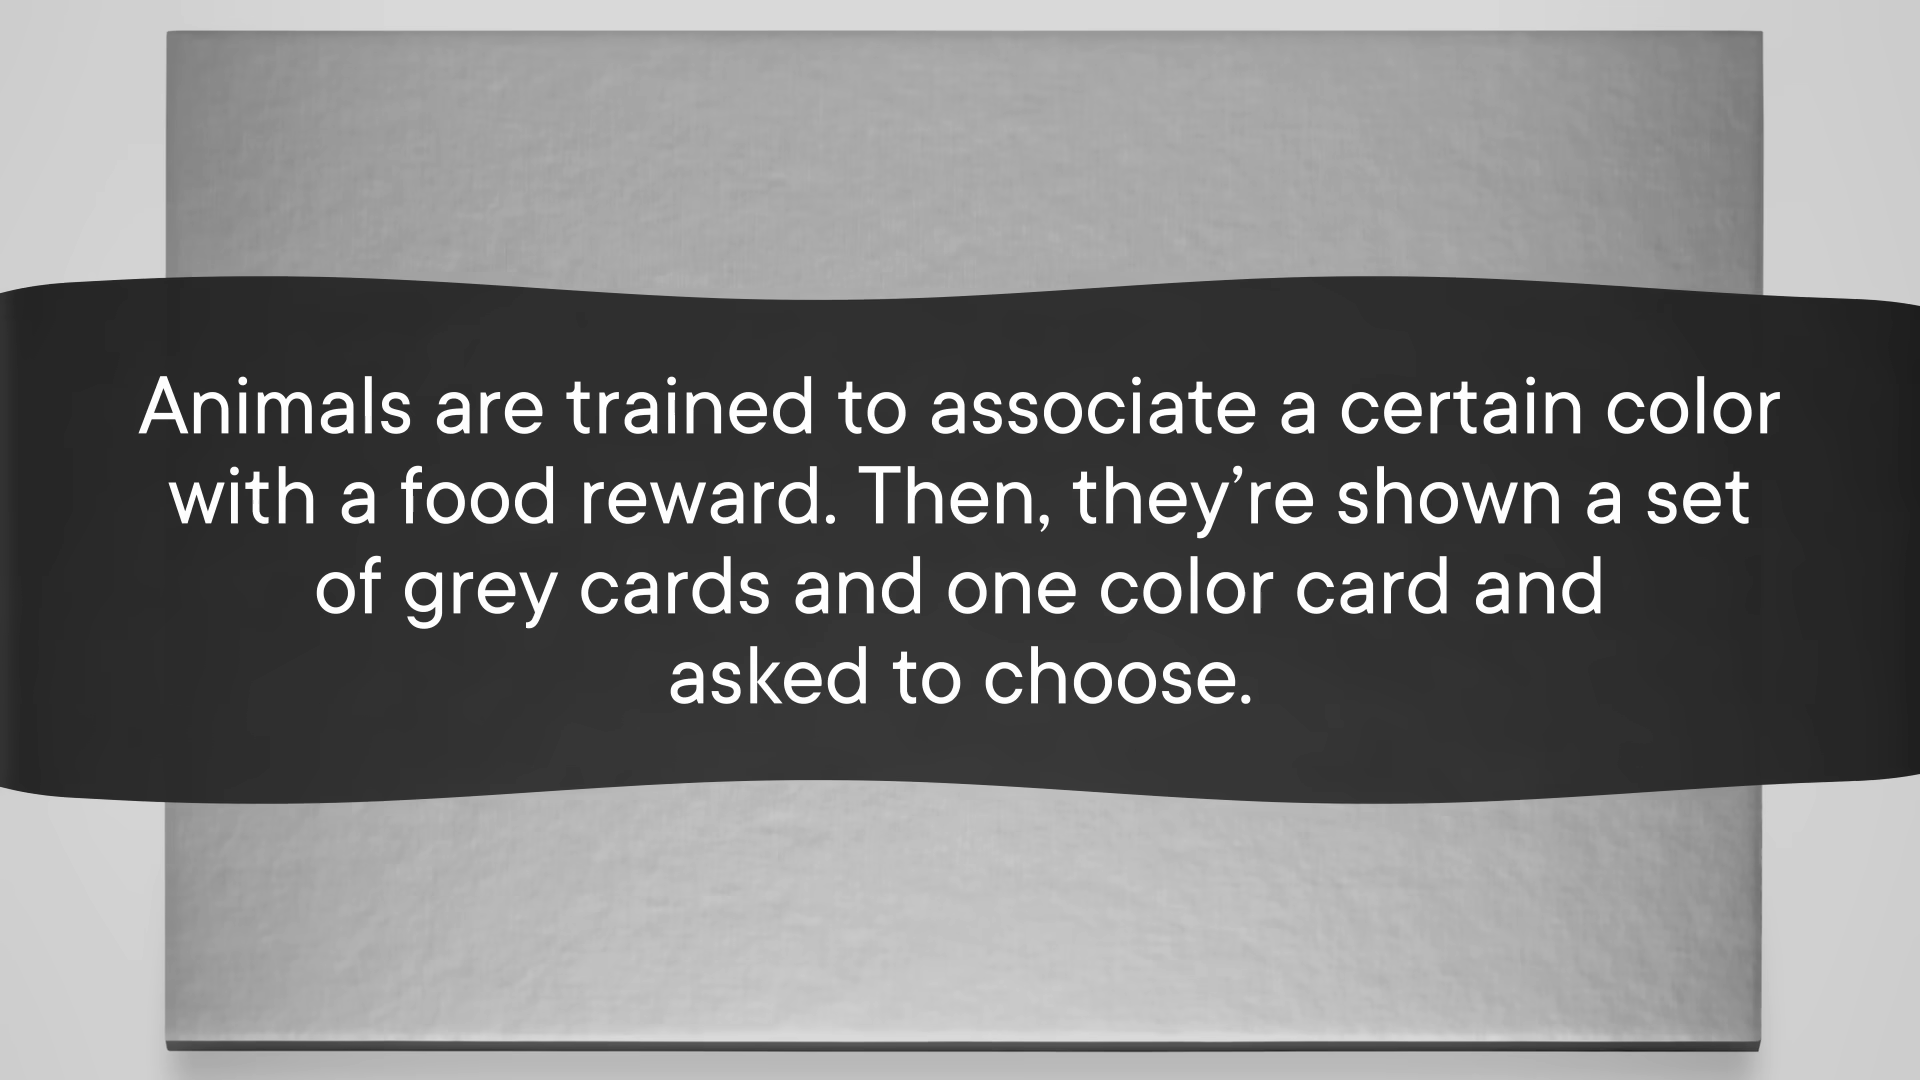 Animals are trained to associate a certain color
with a food reward. Then, they’re shown a set
of grey cards and one color card and
asked to choose.